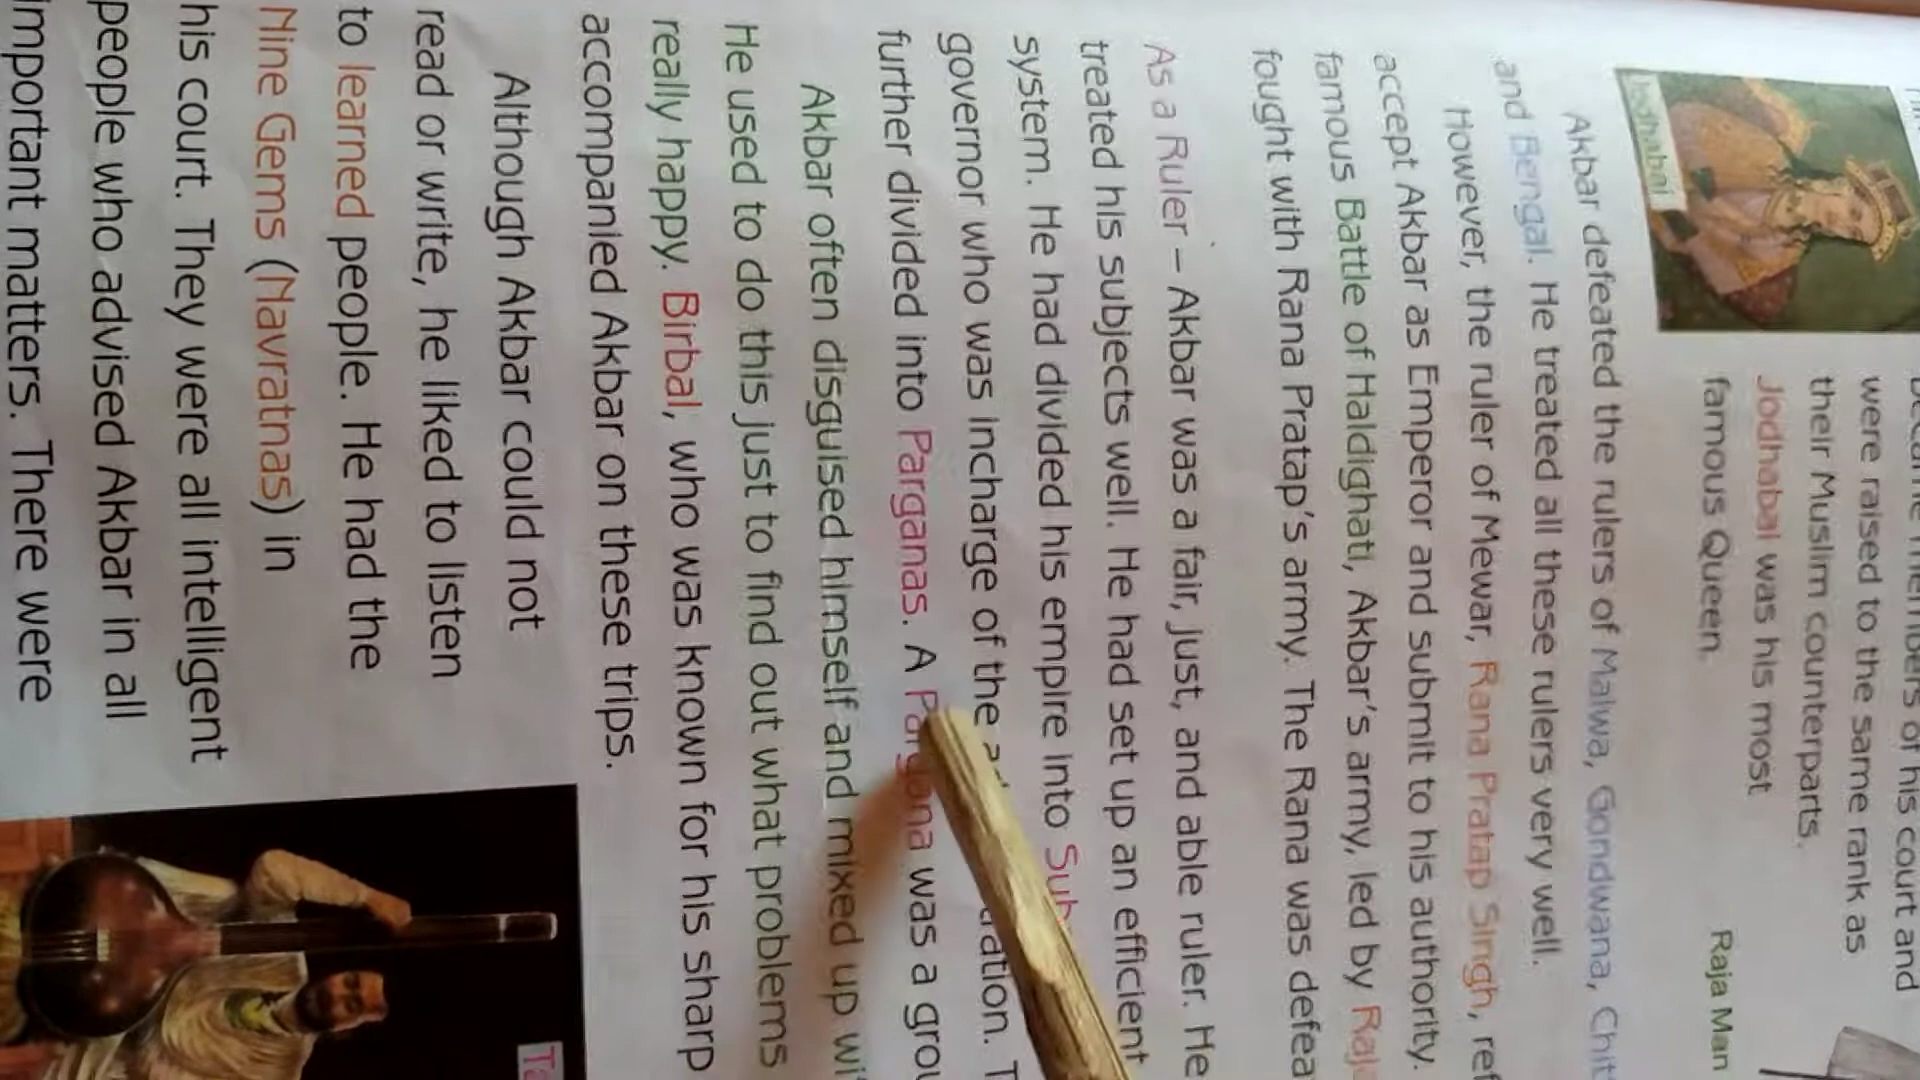 Jodhabai
were raised to the same rank as
their Muslim counterparts.
Jodhabai was his most
famous Queen.
Raja Man
Akbar defeated the rulers of Malwa, Gondwana,
and Bengal. He treated all these rulers very well.
However, the ruler of Mewar, Rana Pratap Singh,
accept Akbar as Emperor and submit to his authority.
famous Battle of Haldighati, Akbar's army, led by
fought with Rana Pratap's army. The Rana was
As a Ruler – Akbar was a fair, just, and able ruler. He
treated his subjects well. He had set up an efficient
system. He had divided his empire into
governor who was incharge of the
further divided into Parganas. A Pargana was a
Akbar often disguised himself and mixed up
He used to do this just to find out what problems
really happy. Birbal, who was known for his sharp
accompanied Akbar on these trips.
Although Akbar could not
read or write, he liked to listen
to learned people. He had the
Nine Gems (Navratnas) in
his court. They were all intelligent
people who advised Akbar in all
important matters. There were